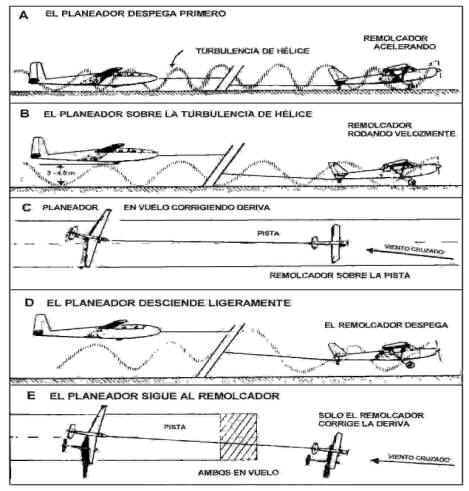 A EL PLANEADOR DESPEGA PRIMERO
TURBULENCIA DE HÉLICE
REMOLCADOR
ACELERANDO
B EL PLANEADOR SOBRE LA TURBULENCIA DE HÉLICE
REMOLCADOR
RODANDO VELOZMENTE
3 - 4.5 m
C PLANEADOR EN VUELO CORRIGIENDO DERIVA
PISTA
VIENTO CRUZADO
REMOLCADOR SOBRE LA PISTA
D EL PLANEADOR DESCIENDE LIGERAMENTE
EL REMOLCADOR DESPEGA
E EL PLANEADOR SIGUE AL REMOLCADOR
PISTA
SOLO EL REMOLCADOR
CORRIGE LA DERIVA
VIENTO CRUZADO
AMBOS EN VUELO